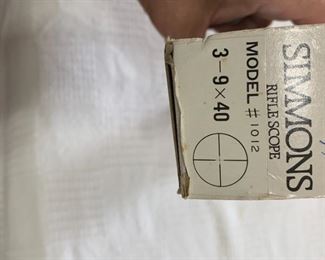 SIMMONS
RIFLE SCOPE
MODEL # 1012
3-9×40